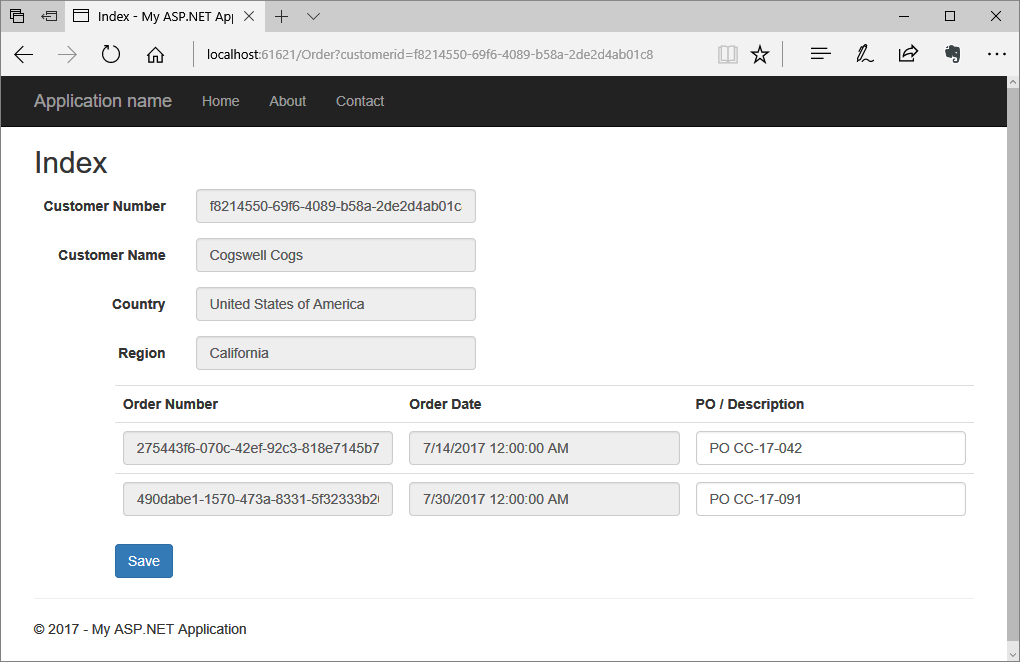 Index - My ASP.NET Ap
localhost:61621/Order?customerid=f8214550-69f6-4089-b58a-2de2d4ab01c8
Application name Home About Contact
Index
Customer Number f8214550-69f6-4089-b58a-2de2d4ab01c
Customer Name Cogswell Cogs
Country United States of America
Region California
Order Number Order Date PO / Description
275443f6-070c-42ef-92c3-818e7145b7 7/14/2017 12:00:00 AM PO CC-17-042
490dabe1-1570-473a-8331-5f32333b20 7/30/2017 12:00:00 AM PO CC-17-091
Save
© 2017 - My ASP.NET Application